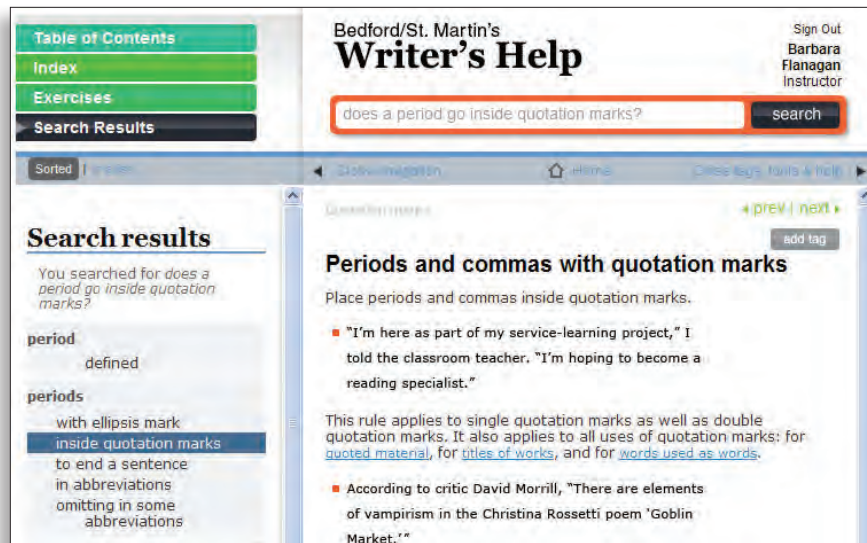 Table of Contents
Index
Exercises
Search Results
Bedford/St. Martin's
Writer's Help
Sign Out
Barbara
Flanagan
Instructor
does a period go inside quotation marks?
search
Sorted |
Home
Search results
You searched for does a
period go inside quotation
marks?
period
defined
periods
with ellipsis mark
inside quotation marks
to end a sentence
in abbreviations
omitting in some
abbreviations
Quotation marks
prev | next
add tag
Periods and commas with quotation marks
Place periods and commas inside quotation marks.
“I'm here as part of my service-learning project,” I
told the classroom teacher. “I'm hoping to become a
reading specialist.”
This rule applies to single quotation marks as well as double
quotation marks. It also applies to all uses of quotation marks: for
quoted material, for titles of works, and for words used as words.
According to critic David Morrill, “There are elements
of vampirism in the Christina Rossetti poem ‘Goblin
Market.’”